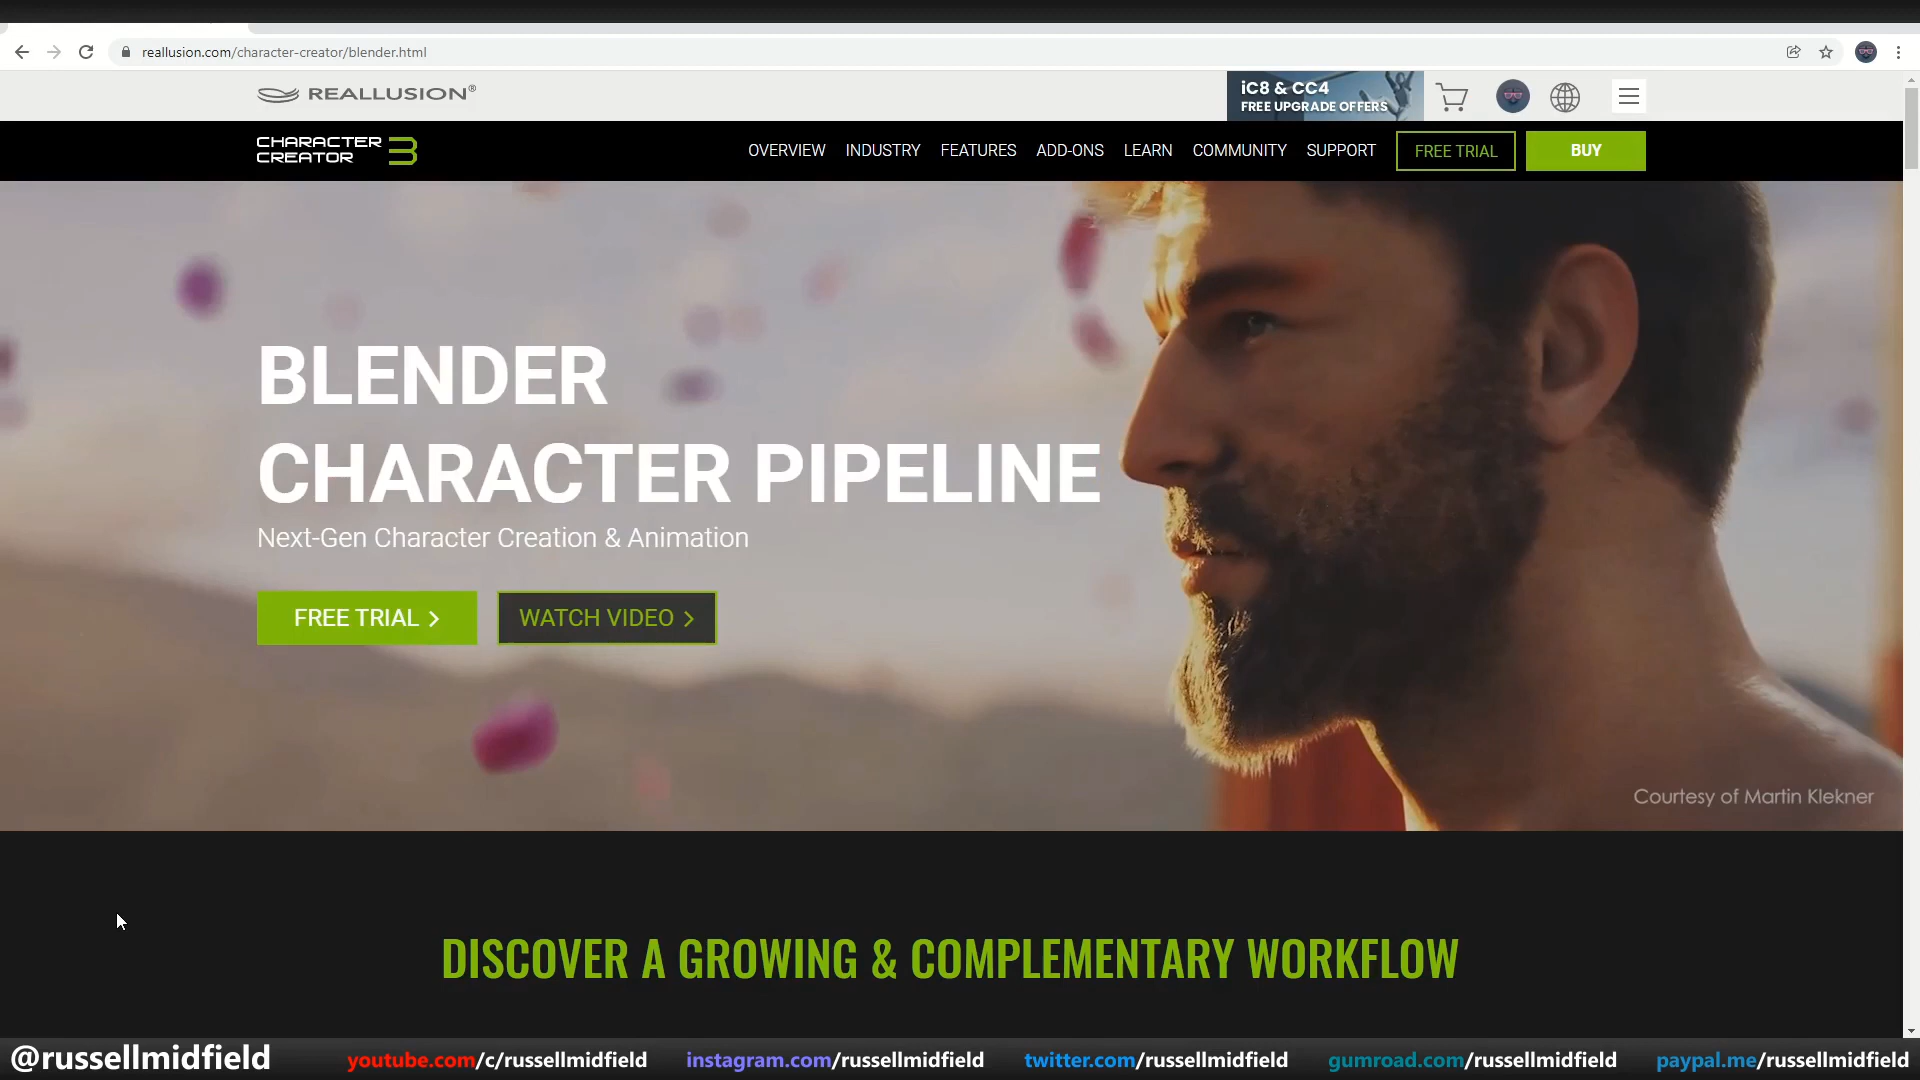 reallusion.com/character-creator/blender.html
REALLUSION®
iC8 & CC4
FREE UPGRADE OFFERS
CHARACTER
CREATOR 3
OVERVIEW INDUSTRY FEATURES ADD-ONS LEARN COMMUNITY SUPPORT FREE TRIAL BUY
BLENDER
CHARACTER PIPELINE
Next-Gen Character Creation & Animation
FREE TRIAL > WATCH VIDEO >
Courtesy of Martin Klekner
DISCOVER A GROWING & COMPLEMENTARY WORKFLOW
@russellmidfield youtube.com/c/russellmidfield instagram.com/russellmidfield twitter.com/russellmidfield gumroad.com/russellmidfield paypal.me/russellmidfield